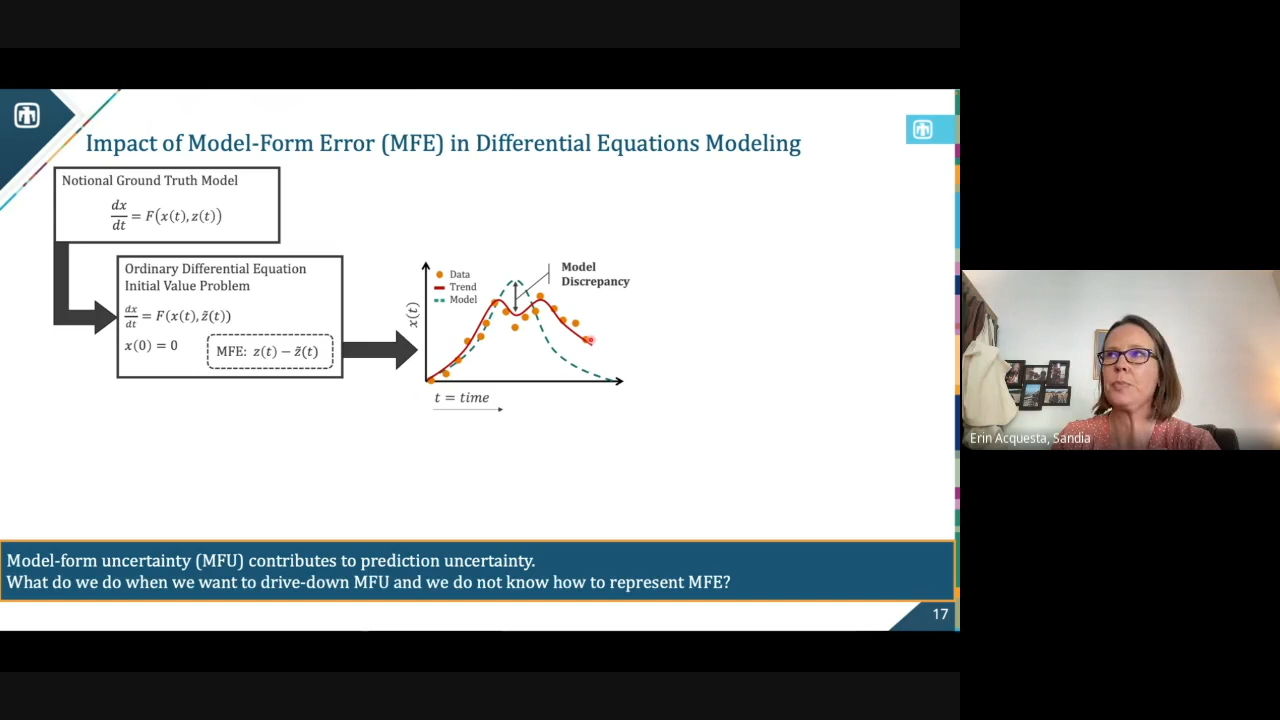 Impact of Model-Form Error (MFE) in Differential Equations Modeling
Notional Ground Truth Model
dx/dt = F(x(t), z(t))
Ordinary Differential Equation
Initial Value Problem
dx/dt = F(x(t), z̃(t))
x(0) = 0
MFE: z(t) − z̃(t)
Data
Trend
Model
Model
Discrepancy
x(t)
t = time
Model-form uncertainty (MFU) contributes to prediction uncertainty.
What do we do when we want to drive-down MFU and we do not know how to represent MFE?
17
Erin Acquesta, Sandia